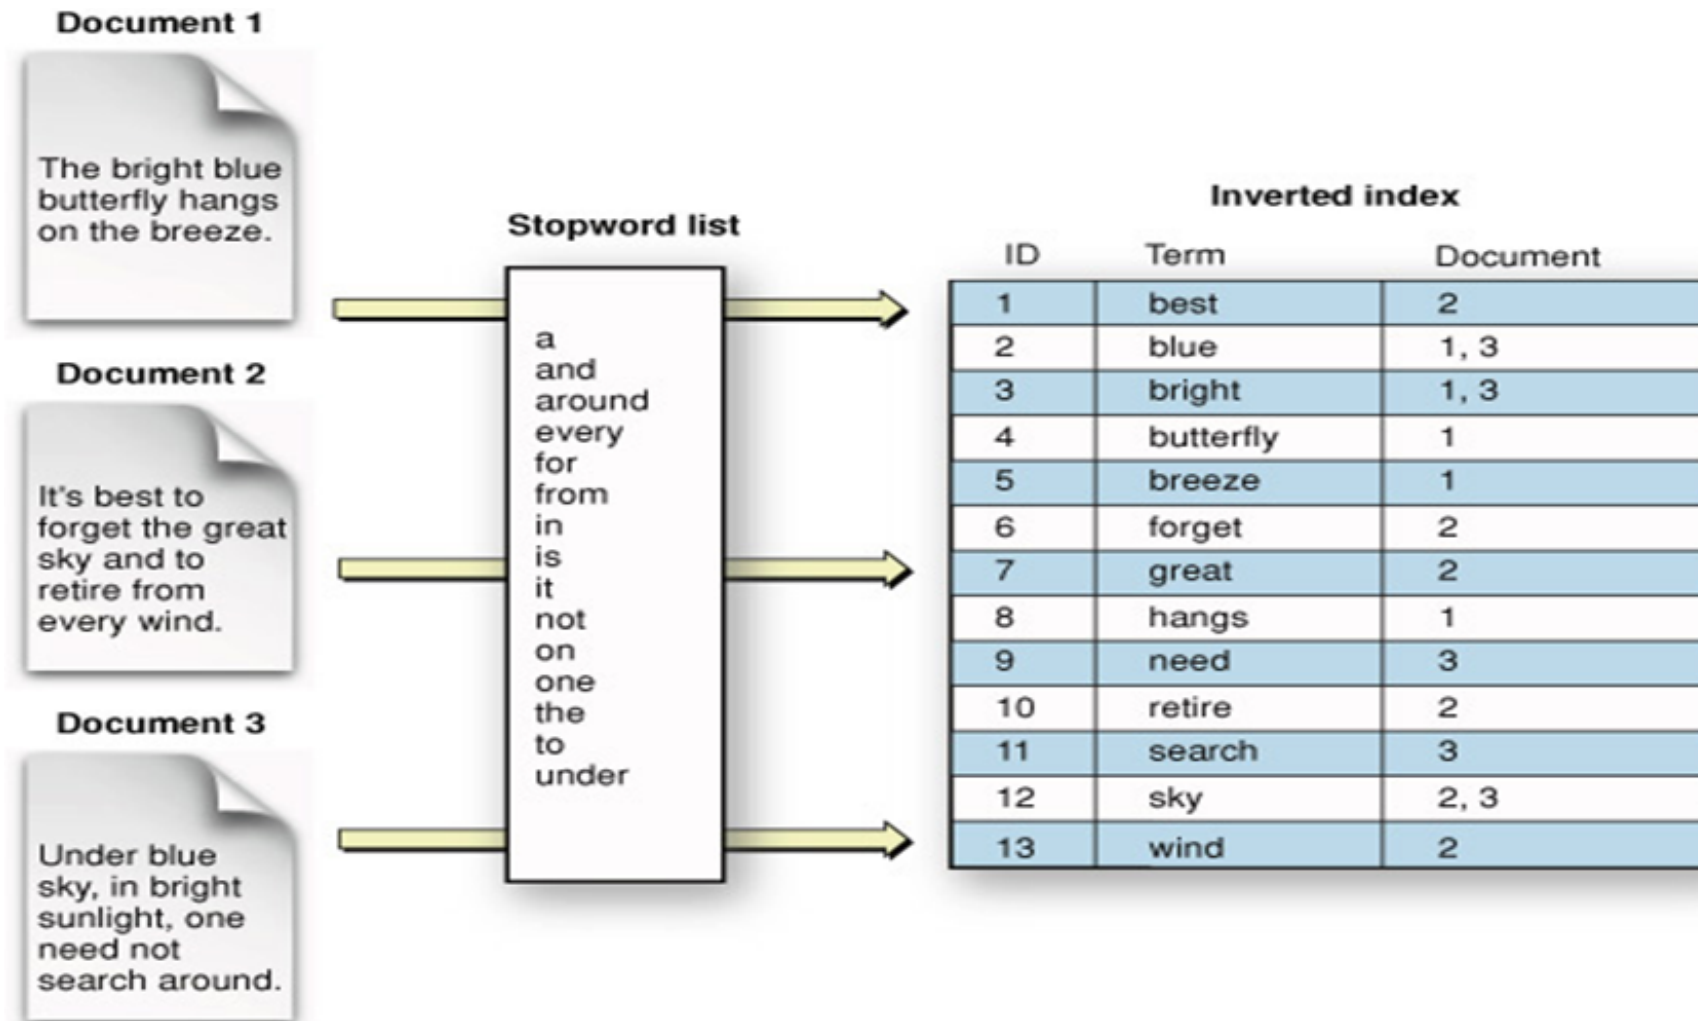 Document 1
The bright blue
butterfly hangs
on the breeze.
Document 2
It's best to
forget the great
sky and to
retire from
every wind.
Document 3
Under blue
sky, in bright
sunlight, one
need not
search around.
Stopword list
a
and
around
every
for
from
in
is
it
not
on
one
the
to
under
Inverted index
ID Term Document
1 best 2
2 blue 1, 3
3 bright 1, 3
4 butterfly 1
5 breeze 1
6 forget 2
7 great 2
8 hangs 1
9 need 3
10 retire 2
11 search 3
12 sky 2, 3
13 wind 2